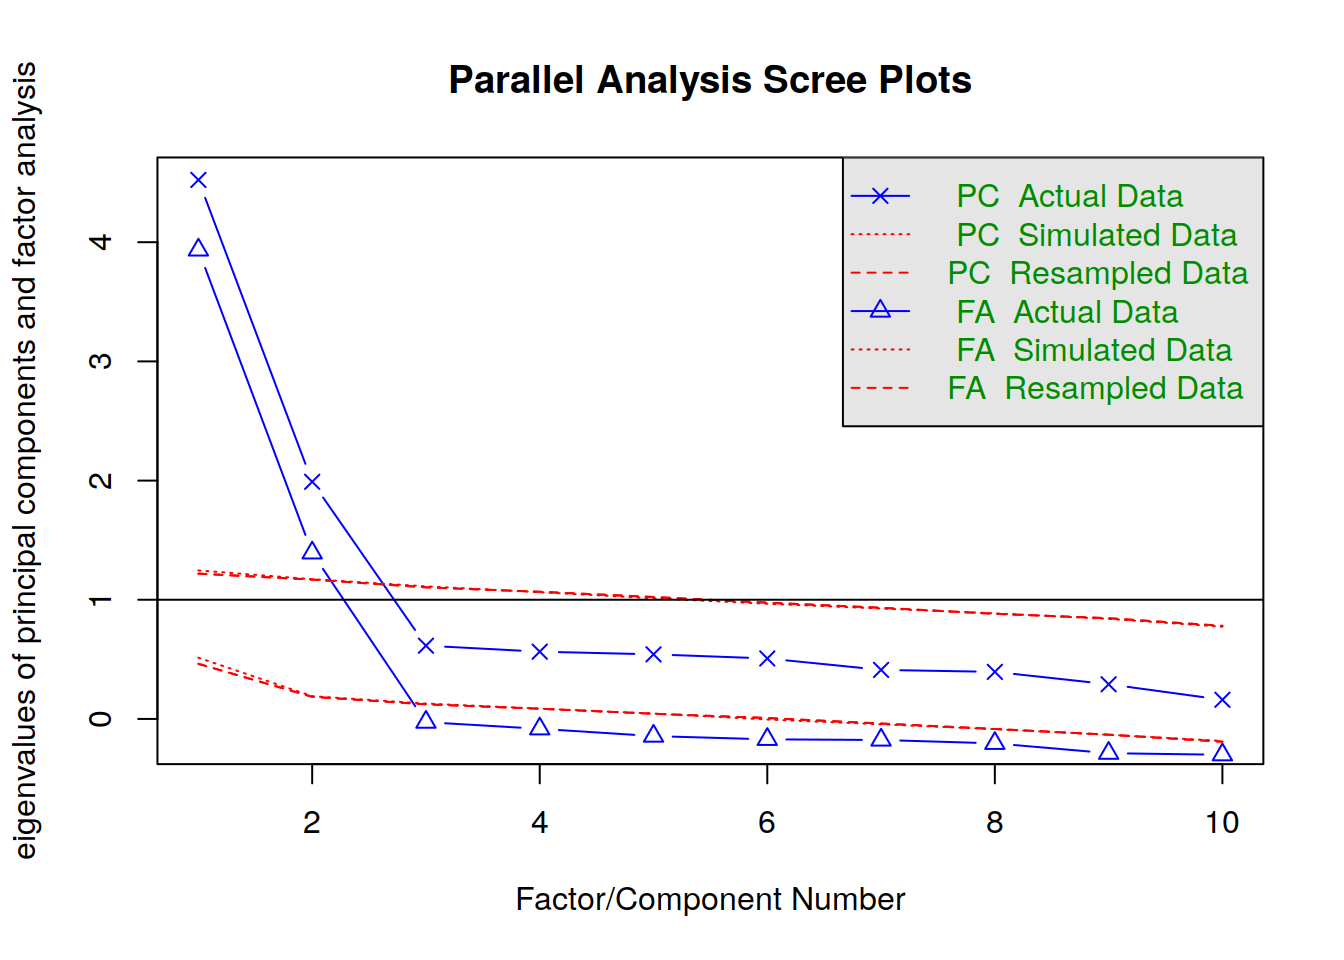 Parallel Analysis Scree Plots
eigenvalues of principal components and factor analysis
4
3
2
1
0
PC Actual Data
PC Simulated Data
PC Resampled Data
FA Actual Data
FA Simulated Data
FA Resampled Data
2 4 6 8 10
Factor/Component Number